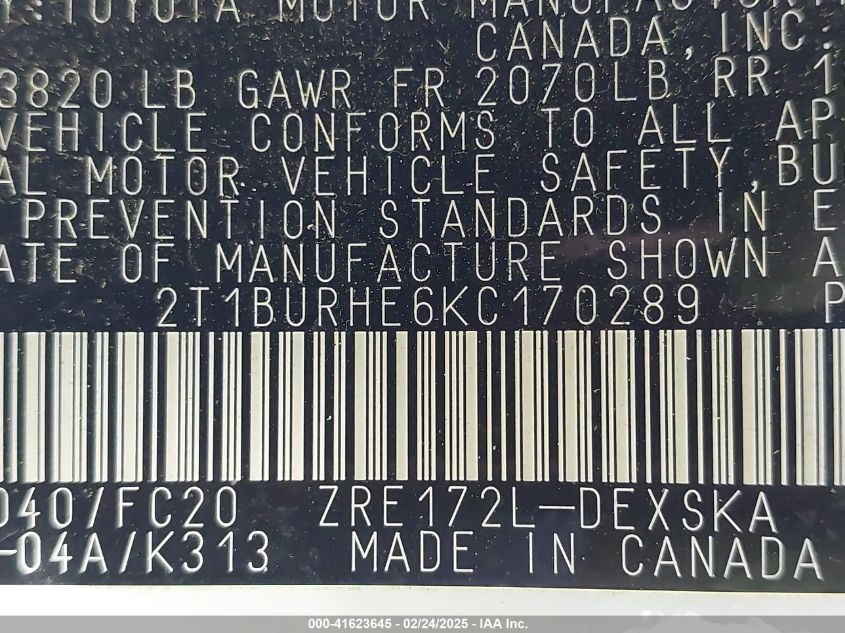 Y:TOYOTA MOTOR MANUFACTURI
CANADA, INC.
3820 LB GAWR FR 2070LB RR 1
VEHICLE CONFORMS TO ALL AP
AL MOTOR VEHICLE SAFETY, BU
PREVENTION STANDARDS IN E
ATE OF MANUFACTURE SHOWN A
2T1BURHE6KC170289 P
040/FC20 ZRE172L-DEXSKA
-04A/K313 MADE IN CANADA
000-41623645 - 02/24/2025 - IAA Inc.